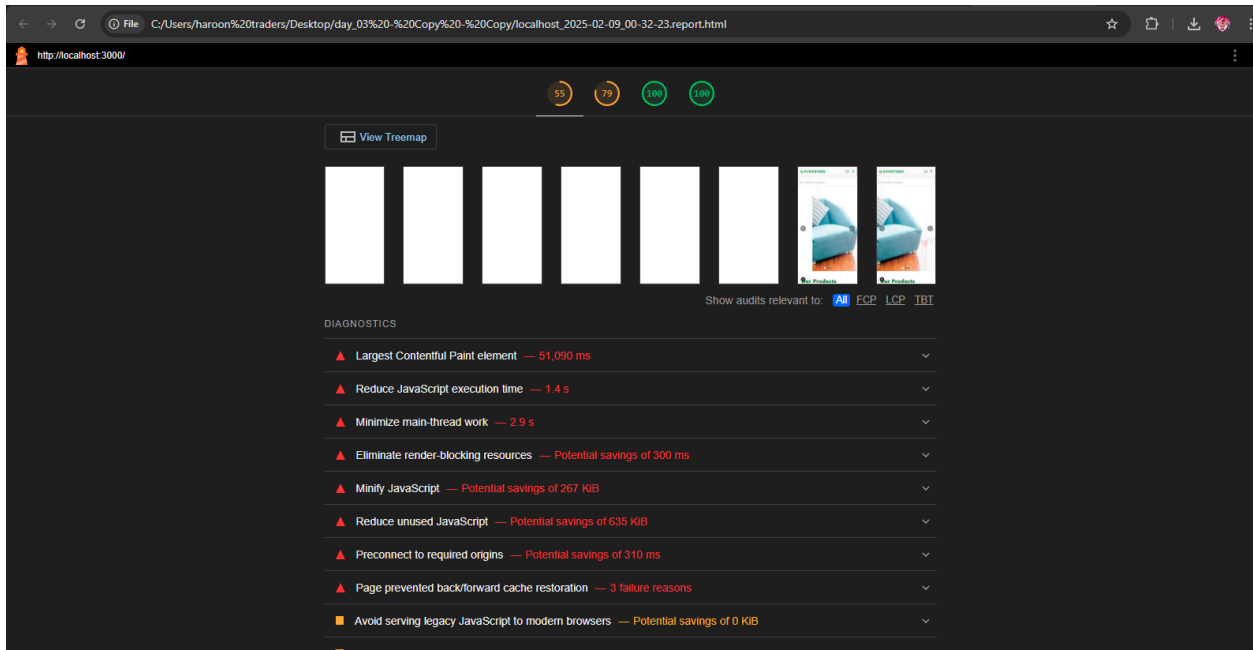 File
C:/Users/haroon%20traders/Desktop/day_03%20-%20Copy%20-%20Copy/localhost_2025-02-09_00-32-23.report.html
http://localhost:3000/
55 79 100 100
View Treemap
Our Products
Show audits relevant to: All FCP LCP TBT
DIAGNOSTICS
Largest Contentful Paint element — 51,090 ms
Reduce JavaScript execution time — 1.4 s
Minimize main-thread work — 2.9 s
Eliminate render-blocking resources — Potential savings of 300 ms
Minify JavaScript — Potential savings of 267 KiB
Reduce unused JavaScript — Potential savings of 635 KiB
Preconnect to required origins — Potential savings of 310 ms
Page prevented back/forward cache restoration — 3 failure reasons
Avoid serving legacy JavaScript to modern browsers — Potential savings of 0 KiB